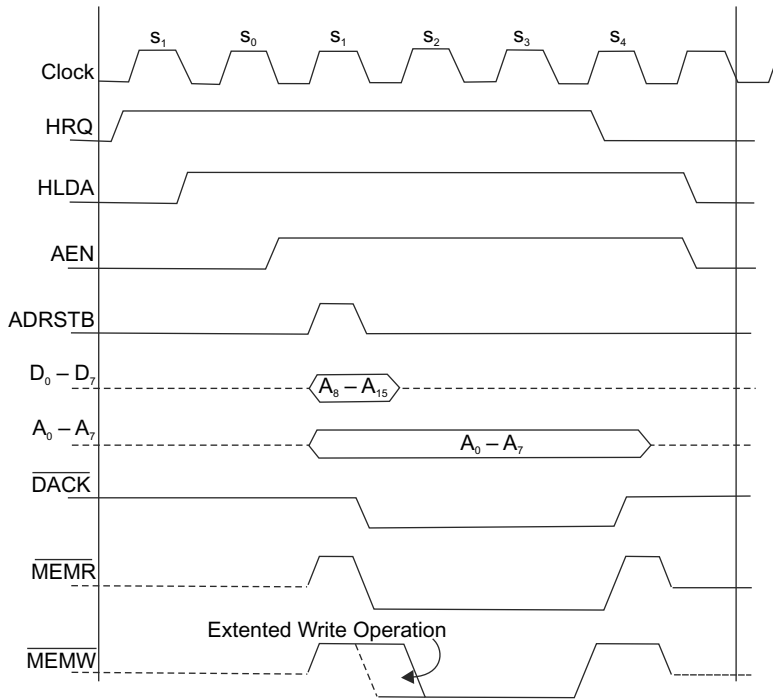 s₁ s₀ s₁ s₂ s₃ s₄
Clock
HRQ
HLDA
AEN
ADRSTB
D₀ – D₇
A₈ – A₁₅
A₀ – A₇
A₀ – A₇
DACK
MEMR
Extented Write Operation
MEMW